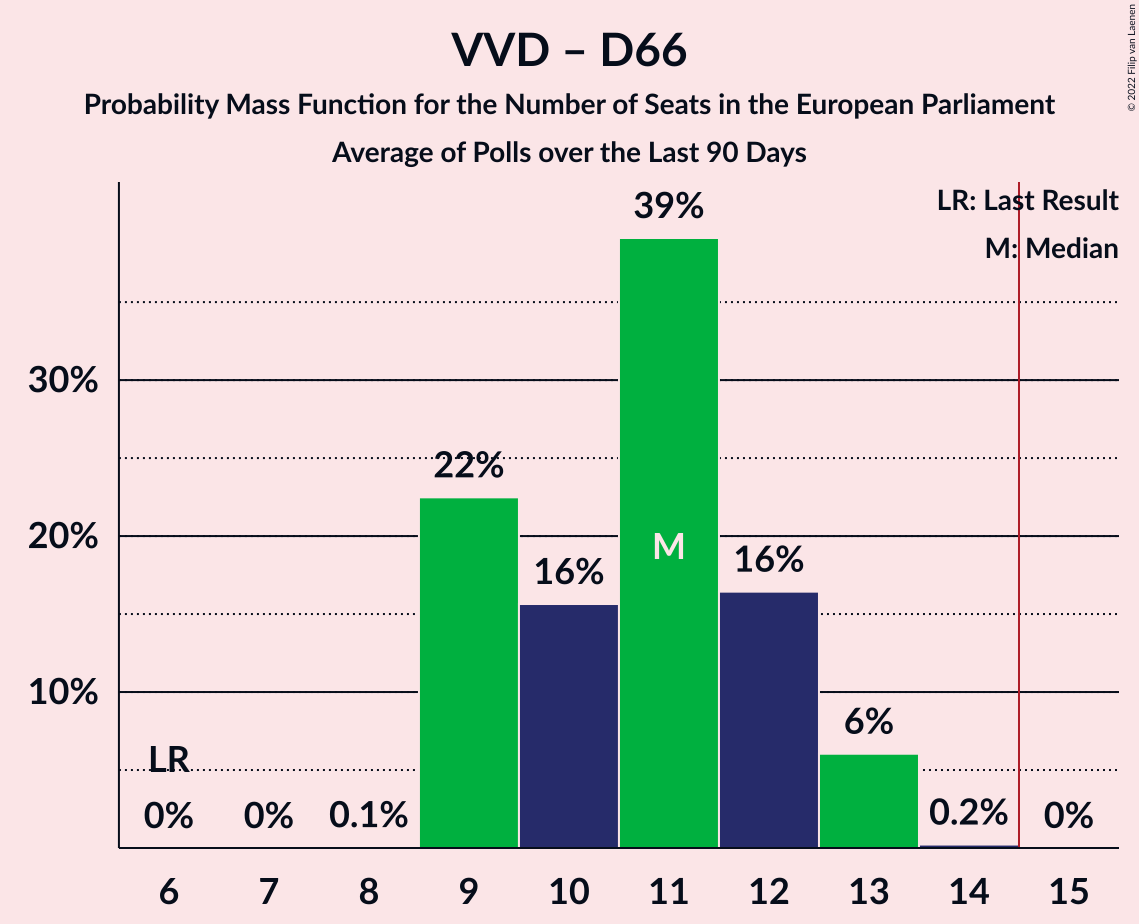 VVD – D66
Probability Mass Function for the Number of Seats in the European Parliament
Average of Polls over the Last 90 Days
© 2022 Filip van Laenen
LR: Last Result
M: Median
39%
30%
22%
20%
M
16%
16%
10%
6%
LR
0%
0%
0.1%
0.2%
0%
6 7 8 9 10 11 12 13 14 15